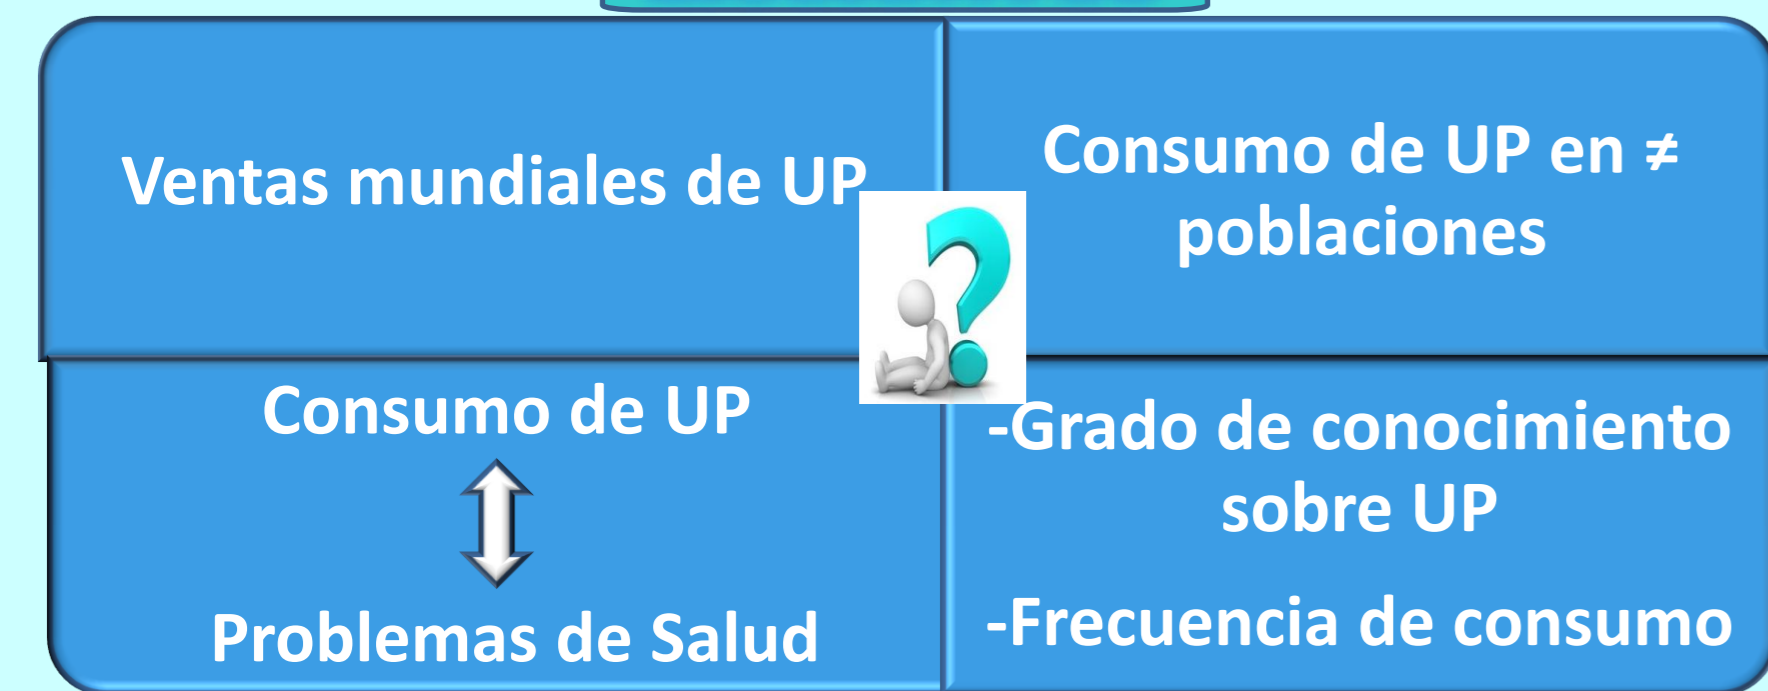 Ventas mundiales de UP
Consumo de UP en ≠
poblaciones
Consumo de UP
Problemas de Salud
-Grado de conocimiento
sobre UP
-Frecuencia de consumo